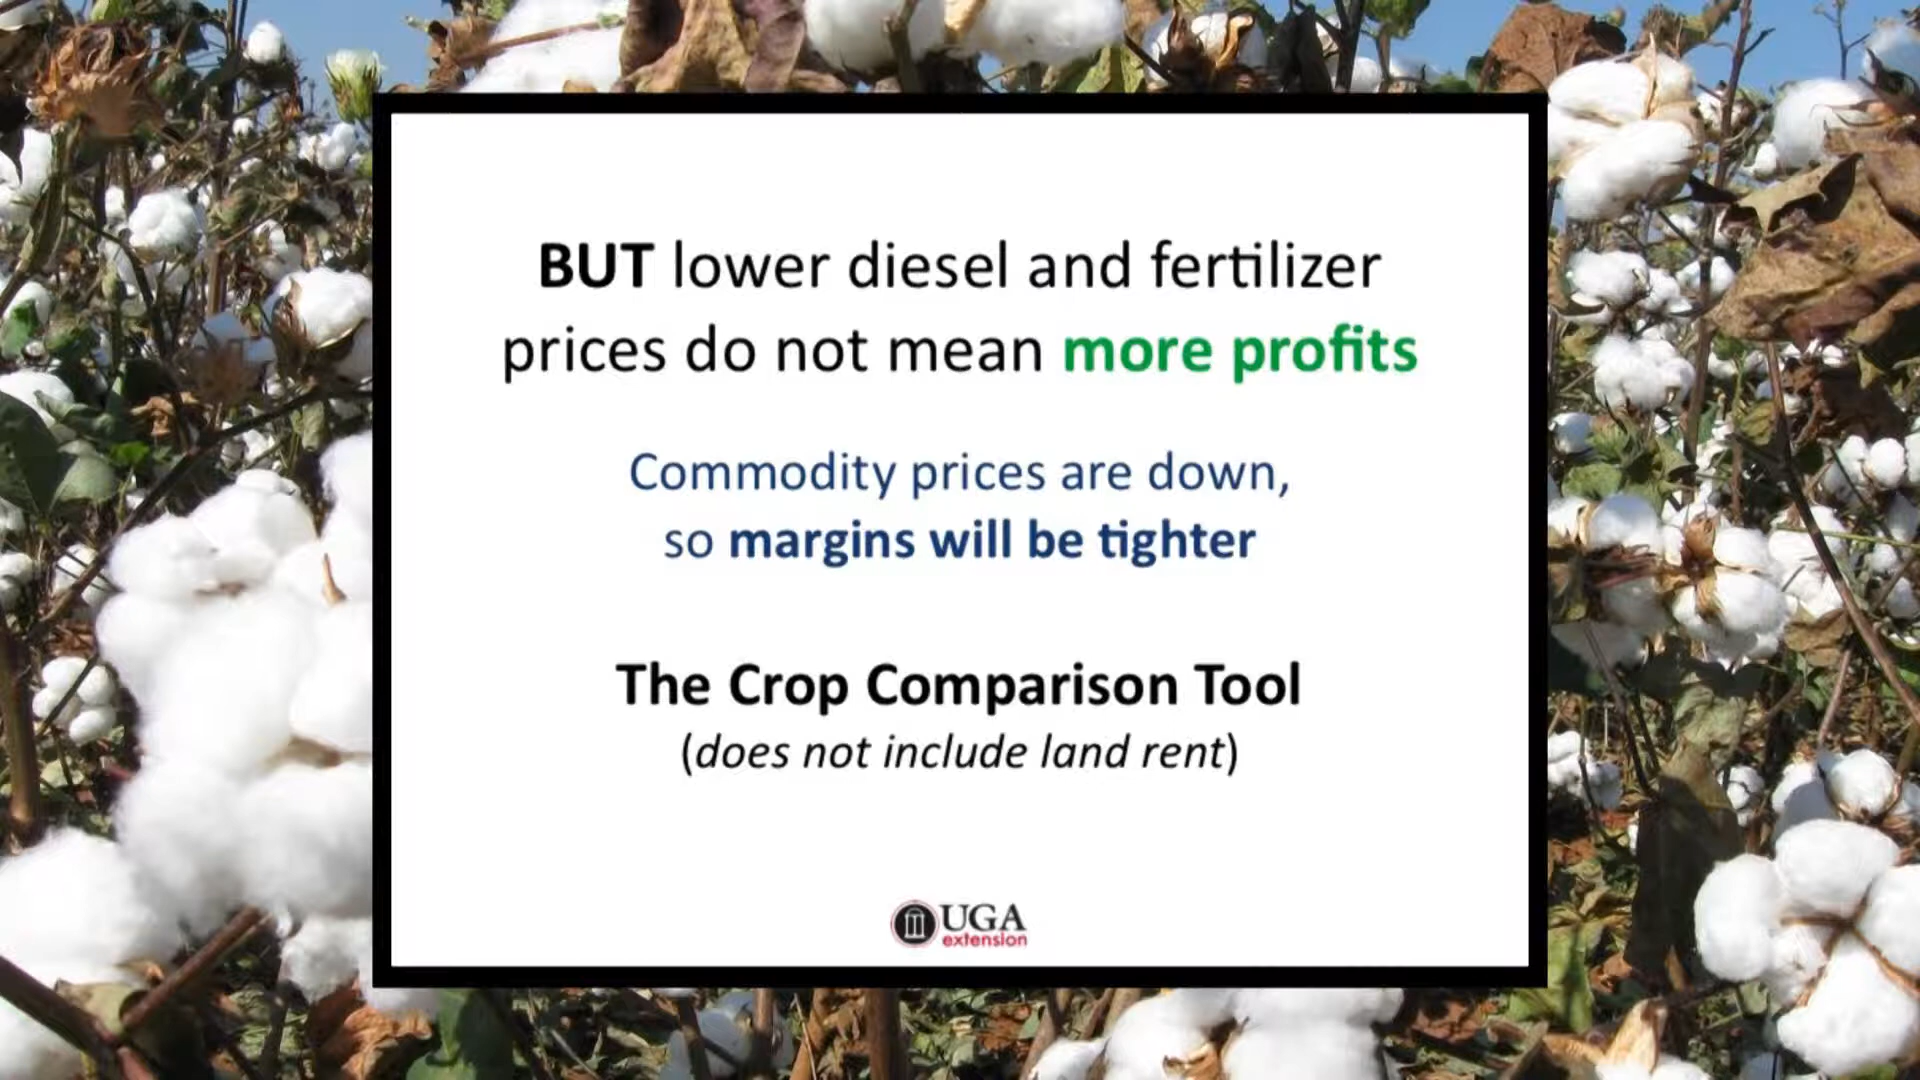 BUT lower diesel and fertilizer
prices do not mean more profits
Commodity prices are down,
so margins will be tighter
The Crop Comparison Tool
(does not include land rent)
UGA
extension